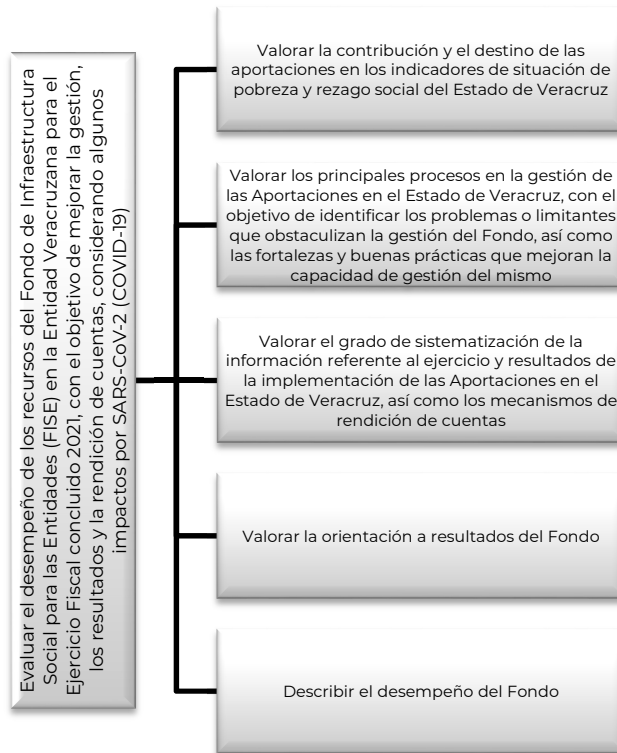 Evaluar el desempeño de los recursos del Fondo de Infraestructura
Social para las Entidades (FISE) en la Entidad Veracruzana para el
Ejercicio Fiscal concluido 2021, con el objetivo de mejorar la gestión,
los resultados y la rendición de cuentas, considerando algunos
impactos por SARS-CoV-2 (COVID-19)
Valorar la contribución y el destino de las
aportaciones en los indicadores de situación de
pobreza y rezago social del Estado de Veracruz
Valorar los principales procesos en la gestión de
las Aportaciones en el Estado de Veracruz, con el
objetivo de identificar los problemas o limitantes
que obstaculizan la gestión del Fondo, así como
las fortalezas y buenas prácticas que mejoran la
capacidad de gestión del mismo
Valorar el grado de sistematización de la
información referente al ejercicio y resultados de
la implementación de las Aportaciones en el
Estado de Veracruz, así como los mecanismos de
rendición de cuentas
Valorar la orientación a resultados del Fondo
Describir el desempeño del Fondo